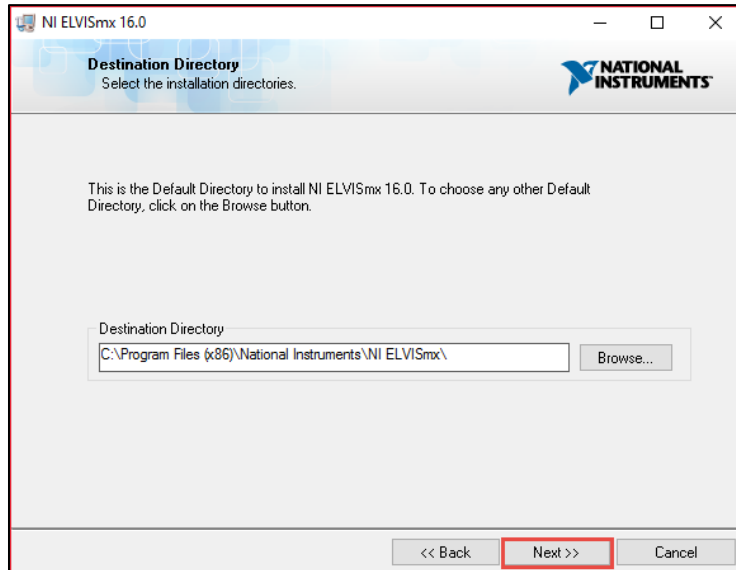 NI ELVISmx 16.0
Destination Directory
Select the installation directories.
NATIONAL
INSTRUMENTS™
This is the Default Directory to install NI ELVISmx 16.0. To choose any other Default
Directory, click on the Browse button.
Destination Directory
C:\Program Files (x86)\National Instruments\NI ELVISmx\
Browse...
<< Back
Next >>
Cancel